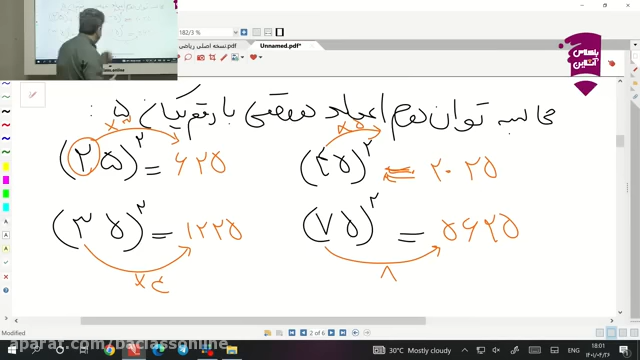 182/3 %
نسخه اصلی ریاضی.pdf
Unnamed.pdf*
باسلس آنلاین
محاسبه توان دوم اعداد دورقمی با رقم یکان ۵ :
(۲۵)^۲ = ۶۲۵
×۳
(۴۵)^۲ = ۲۰۲۵
×۵
(۳۵)^۲ = ۱۲۲۵
×۴
(۷۵)^۲ = ۵۶۲۵
۸
Modified
2 of 6
30°C Mostly cloudy
18:01
aparat.com/baclassonline